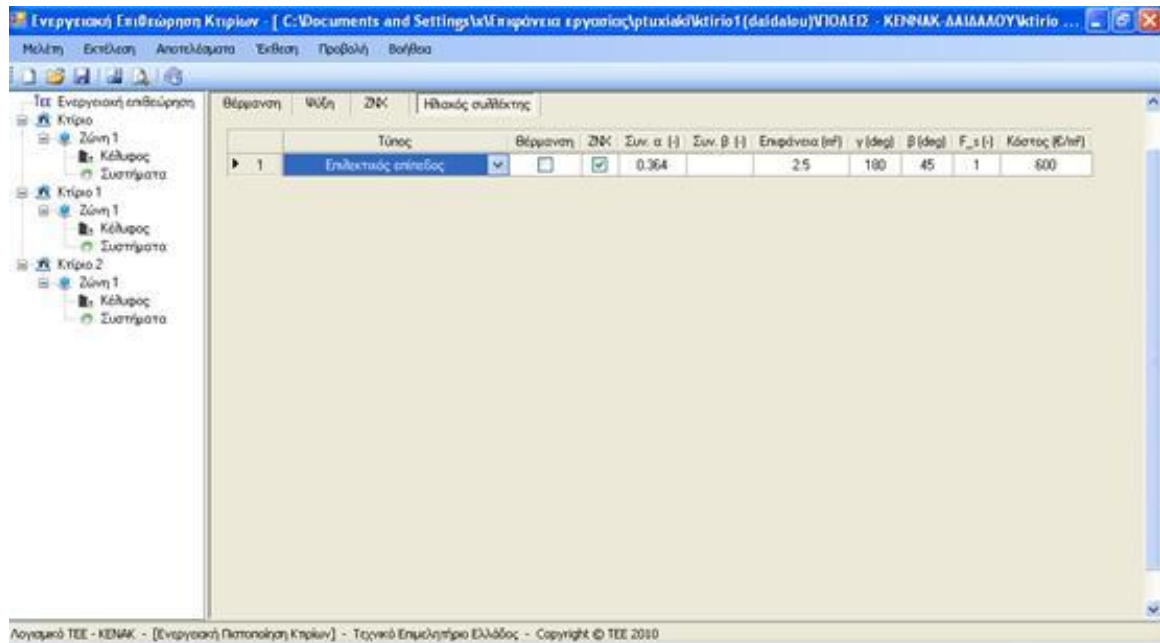 Ενεργειακή Επιθεώρηση Κτιρίων - [ C:\Documents and Settings\x\Επιφάνεια εργασίας\ptuxiaki\ktirio1(daidalou)\ΠΟΛΕΙΣ - ΚΕΝΝΑΚ-ΔΑΙΔΑΛΟΥ\ktirio ...
Μελέτη Εκτέλεση Αποτελέσματα Έκθεση Προβολή Βοήθεια
ΤΕΕ Ενεργειακή επιθεώρηση
Κτίριο
Ζώνη 1
Κέλυφος
Συστήματα
Κτίριο 1
Ζώνη 1
Κέλυφος
Συστήματα
Κτίριο 2
Ζώνη 1
Κέλυφος
Συστήματα
Θέρμανση Ψύξη ΖΝΧ Ηλιακός συλλέκτης
Τύπος Θέρμανση ΖΝΧ Συν. α [-] Συν. β [-] Επιφάνεια (m²) γ (deg) β (deg) F_s [-] Κόστος (€/m²)
1 Επιλεκτικός επίπεδος 0.364 2.5 180 45 1 600
Λογισμικό ΤΕΕ - ΚΕΝΑΚ - [Ενεργειακή Πιστοποίηση Κτιρίων] - Τεχνικό Επιμελητήριο Ελλάδος - Copyright © ΤΕΕ 2010